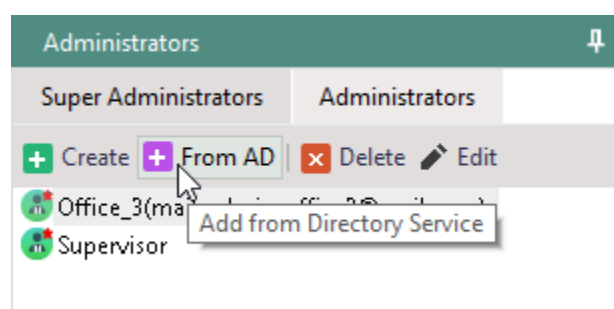 Administrators
Super Administrators Administrators
Create From AD Delete Edit
Office_3(
Add from Directory Service
Supervisor